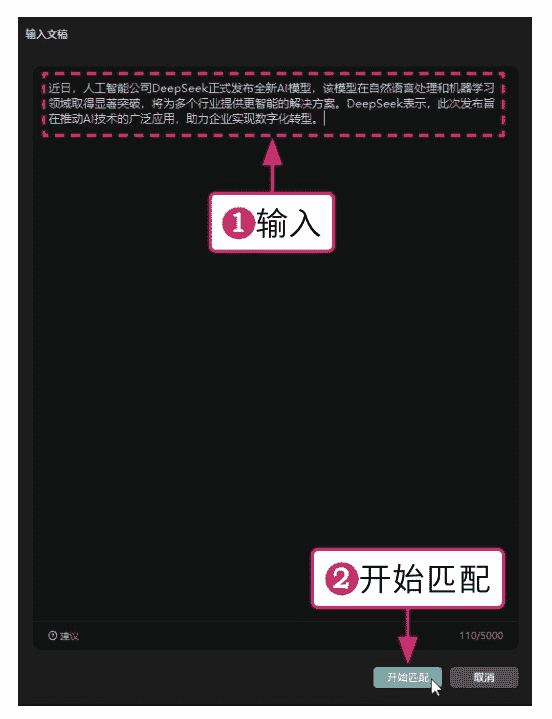 输入文稿
近日，人工智能公司DeepSeek正式发布全新AI模型，该模型在自然语言处理和机器学习
领域取得显著突破，将为多个行业提供更智能的解决方案。DeepSeek表示，此次发布旨
在推动AI技术的广泛应用，助力企业实现数字化转型。
❶输入
❷开始匹配
建议
110/5000
开始匹配
取消